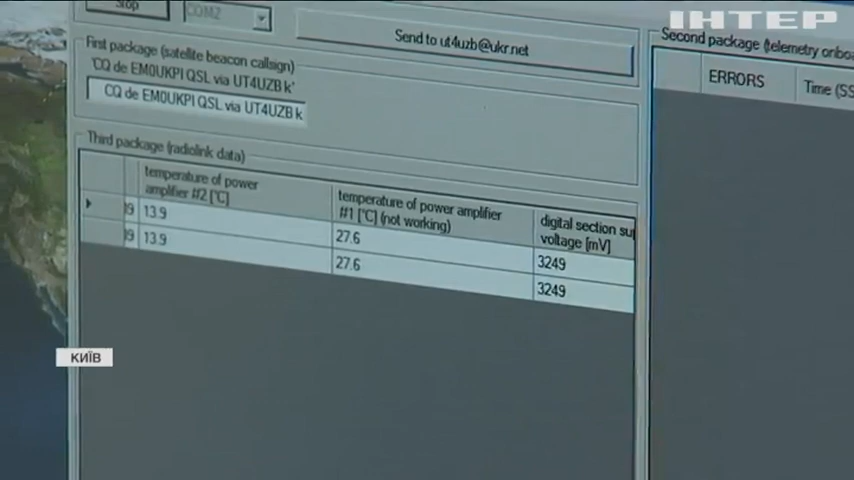 ІНТЕР
Stop
COM2
Send to ut4uzb@ukr.net
First package (satellite beacon callsign)
'CQ de EM0UKPI QSL via UT4UZB k'
CQ de EM0UKPI QSL via UT4UZB k
Second package (telemetry onboa
ERRORS
Time (SS
Third package (radiolink data)
temperature of power
amplifier #2 [°C]
temperature of power amplifier
#1 [°C] (not working)
digital section sup
voltage [mV]
9 13.9 27.6 3249
9 13.9 27.6 3249
КИЇВ